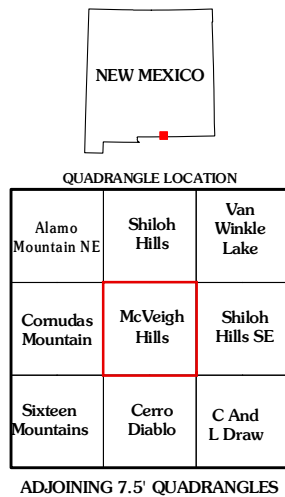 NEW MEXICO
QUADRANGLE LOCATION
Alamo
Mountain NE
Shiloh
Hills
Van
Winkle
Lake
Cornudas
Mountain
McVeigh
Hills
Shiloh
Hills SE
Sixteen
Mountains
Cerro
Diablo
C And
L Draw
ADJOINING 7.5' QUADRANGLES